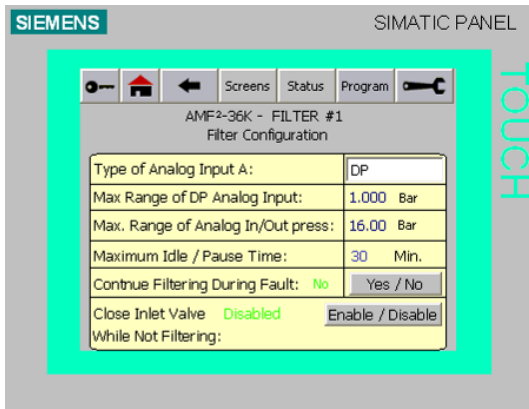 SIEMENS
SIMATIC PANEL
TOUCH
Screens Status Program
AMF²-36K - FILTER #1
Filter Configuration
Type of Analog Input A: DP
Max Range of DP Analog Input: 1.000 Bar
Max. Range of Analog In/Out press: 16.00 Bar
Maximum Idle / Pause Time: 30 Min.
Contnue Filtering During Fault: No Yes / No
Close Inlet Valve Disabled Enable / Disable
While Not Filtering: